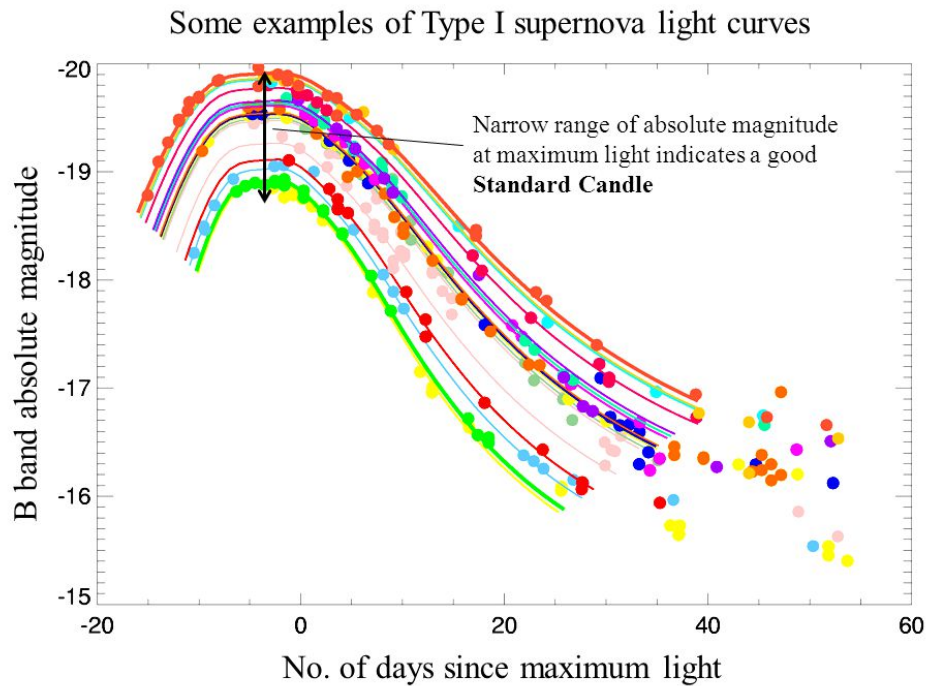 Some examples of Type I supernova light curves
-20
-19
-18
-17
-16
-15
B band absolute magnitude
Narrow range of absolute magnitude
at maximum light indicates a good
Standard Candle
-20
0
20
40
60
No. of days since maximum light